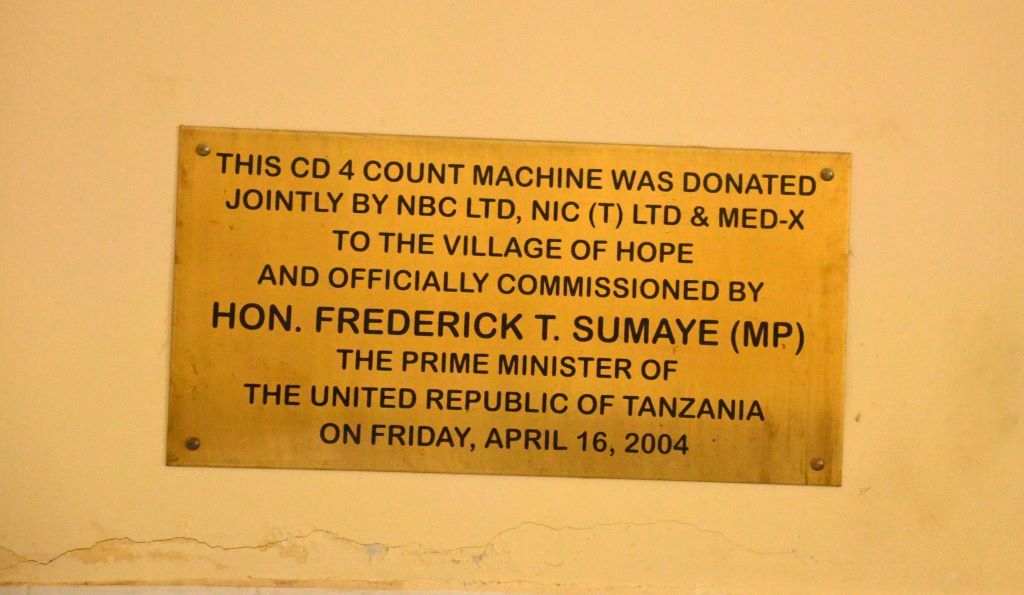 THIS CD 4 COUNT MACHINE WAS DONATED
JOINTLY BY NBC LTD, NIC (T) LTD & MED-X
TO THE VILLAGE OF HOPE
AND OFFICIALLY COMMISSIONED BY
HON. FREDERICK T. SUMAYE (MP)
THE PRIME MINISTER OF
THE UNITED REPUBLIC OF TANZANIA
ON FRIDAY, APRIL 16, 2004